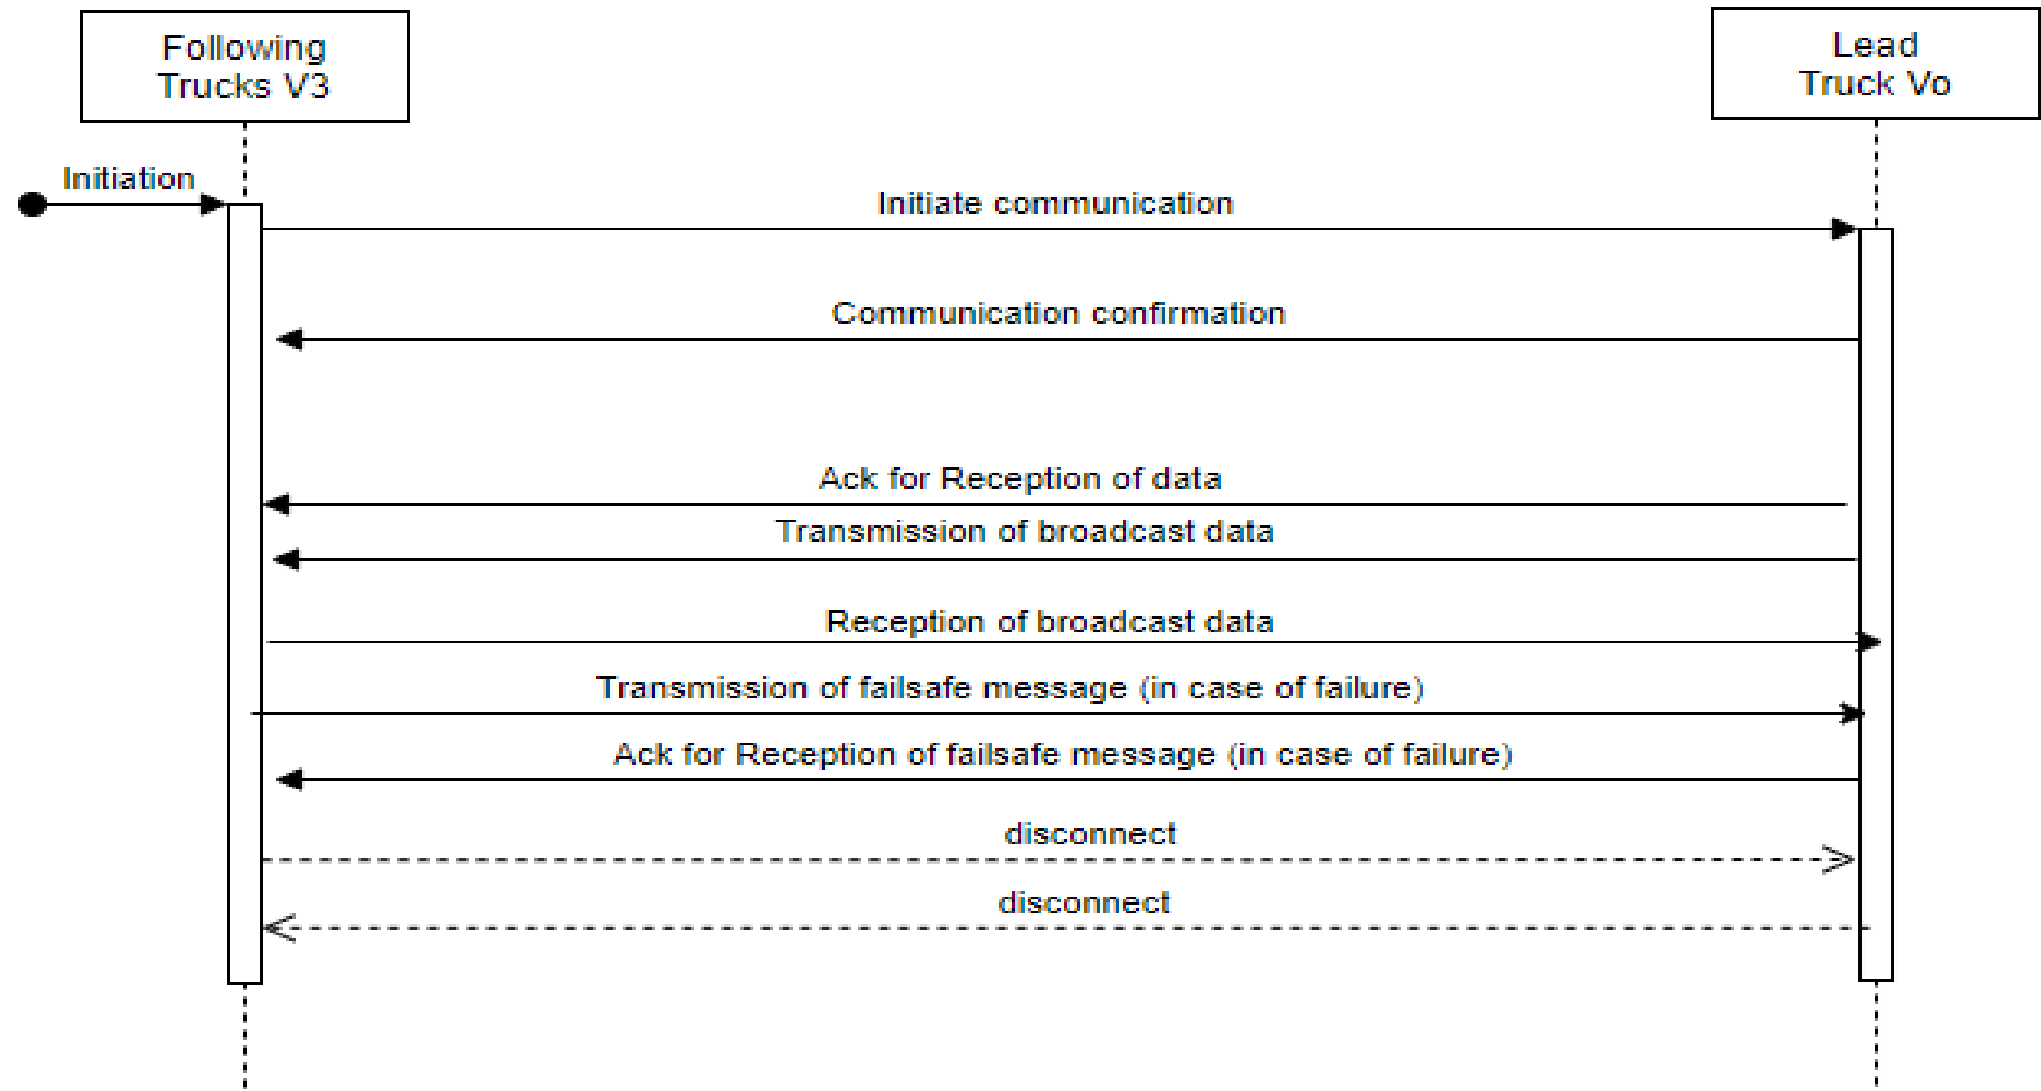 Following
Trucks V3
Lead
Truck Vo
Initiation
Initiate communication
Communication confirmation
Ack for Reception of data
Transmission of broadcast data
Reception of broadcast data
Transmission of failsafe message (in case of failure)
Ack for Reception of failsafe message (in case of failure)
disconnect
disconnect